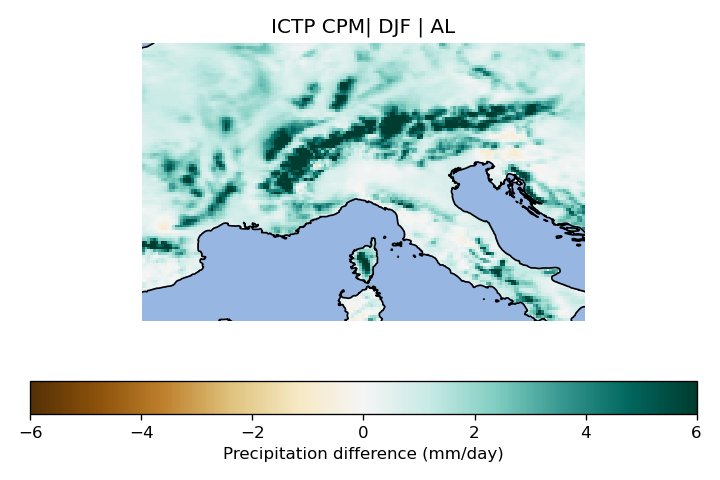 ICTP CPM| DJF | AL
−6 −4 −2 0 2 4 6
Precipitation difference (mm/day)